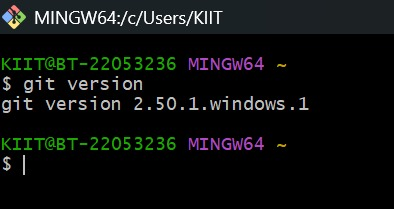 MINGW64:/c/Users/KIIT
KIIT@BT-22053236 MINGW64 ~
$ git version
git version 2.50.1.windows.1
KIIT@BT-22053236 MINGW64 ~
$